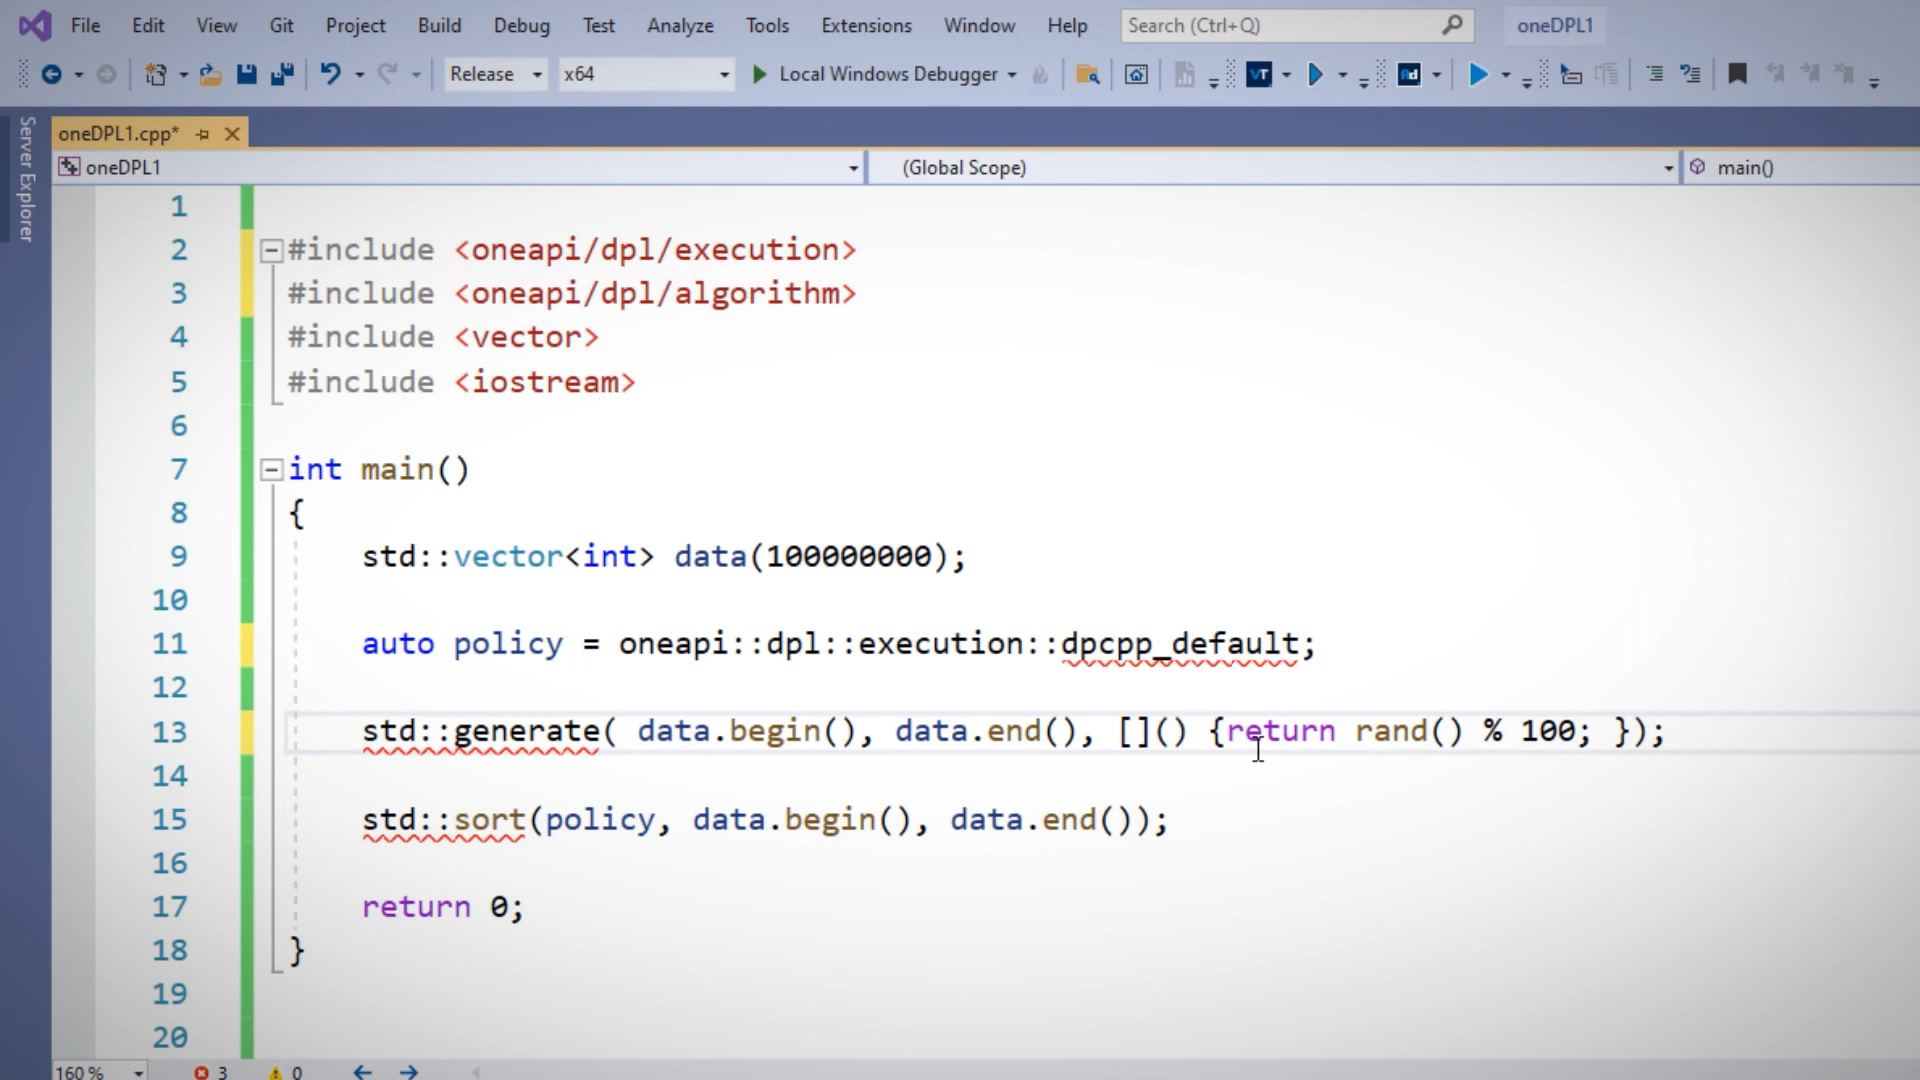 File Edit View Git Project Build Debug Test Analyze Tools Extensions Window Help Search (Ctrl+Q) oneDPL1
Release x64 Local Windows Debugger VT Ad
Server Explorer
oneDPL1.cpp*
oneDPL1 (Global Scope) main()
1
2 #include <oneapi/dpl/execution>
3 #include <oneapi/dpl/algorithm>
4 #include <vector>
5 #include <iostream>
6
7 int main()
8 {
9 std::vector<int> data(100000000);
10
11 auto policy = oneapi::dpl::execution::dpcpp_default;
12
13 std::generate( data.begin(), data.end(), []() {return rand() % 100; });
14
15 std::sort(policy, data.begin(), data.end());
16
17 return 0;
18 }
19
20
160 % 3 0